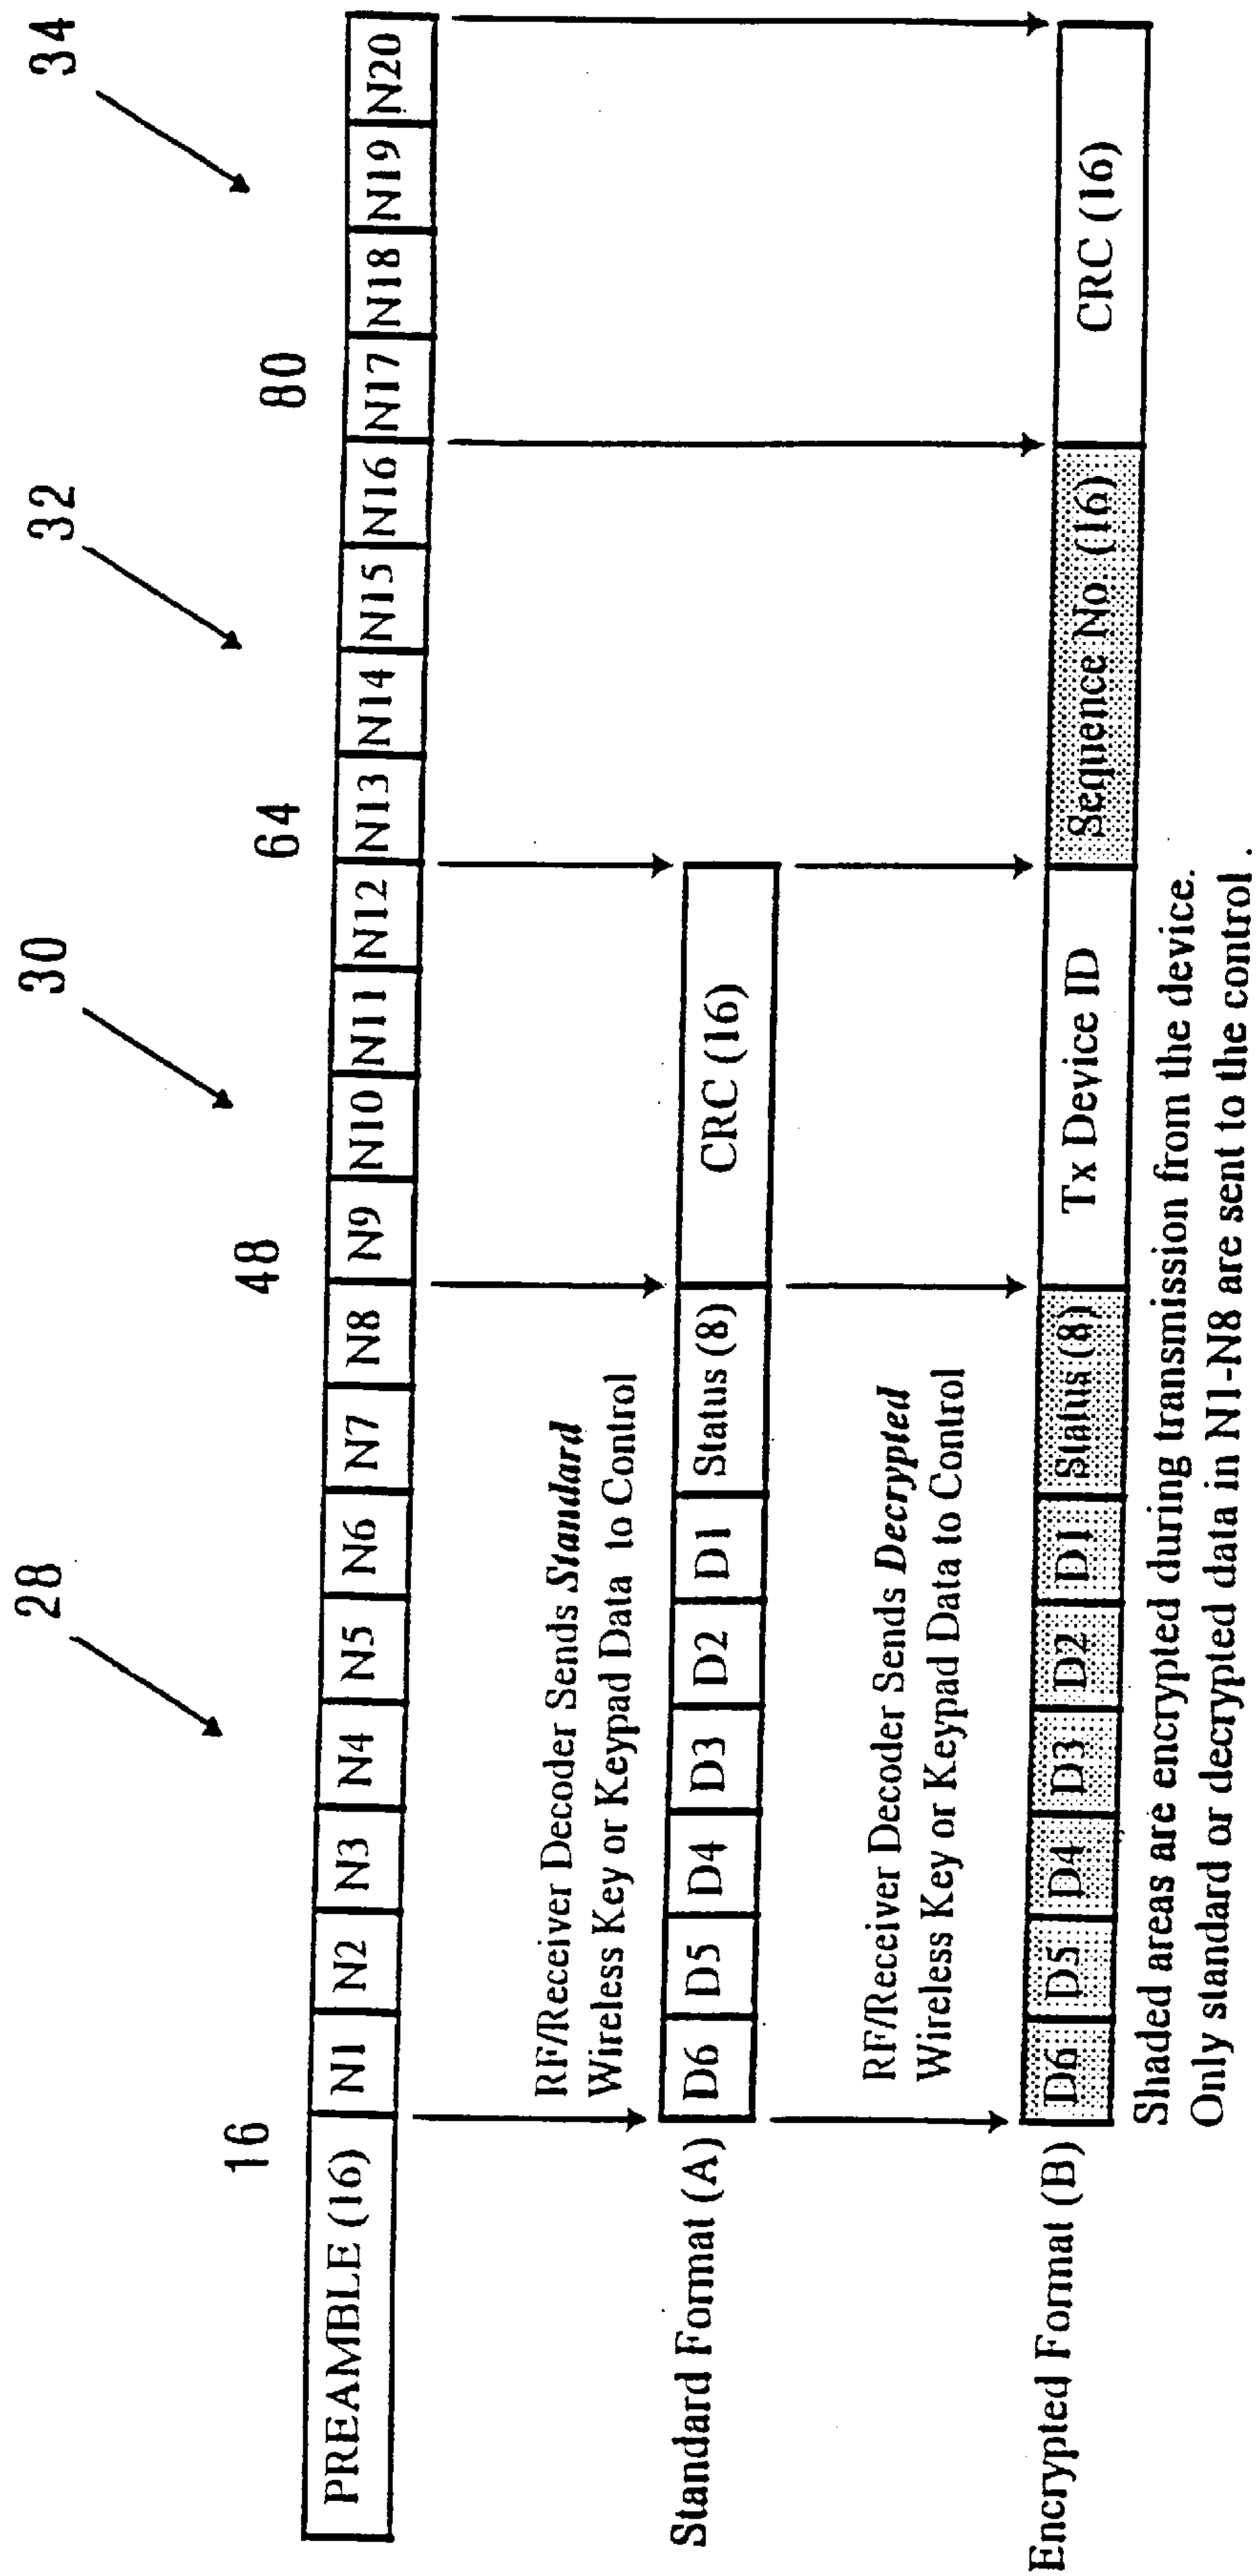 28 30 32 34
16 48 64 80
PREAMBLE (16) N1 N2 N3 N4 N5 N6 N7 N8 N9 N10 N11 N12 N13 N14 N15 N16 N17 N18 N19 N20
RF/Receiver Decoder Sends Standard
Wireless Key or Keypad Data to Control
Standard Format (A) D6 D5 D4 D3 D2 D1 Status (8) CRC (16)
RF/Receiver Decoder Sends Decrypted
Wireless Key or Keypad Data to Control
Encrypted Format (B) D6 D5 D4 D3 D2 D1 Status (8) Tx Device ID Sequence No. (16) CRC (16)
Shaded areas are encrypted during transmission from the device.
Only standard or decrypted data in N1-N8 are sent to the control .